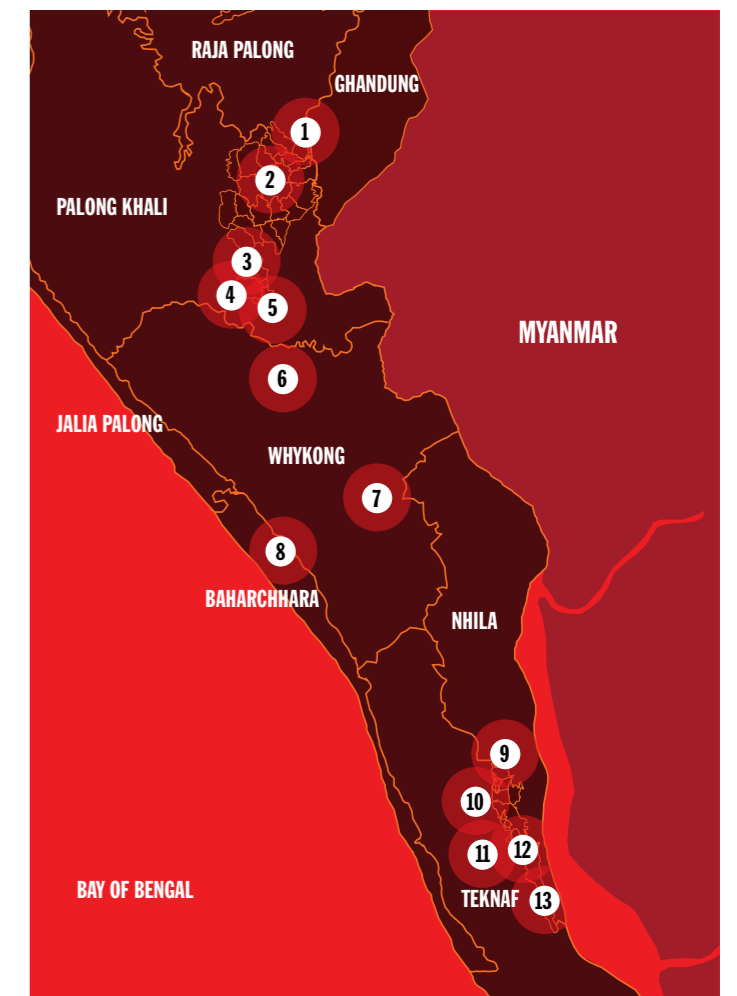 RAJA PALONG
GHANDUNG
1
2
PALONG KHALI
3
4
5
MYANMAR
6
JALIA PALONG
WHYKONG
7
8
BAHARCHHARA
NHILA
9
10
11
12
BAY OF BENGAL
TEKNAF
13